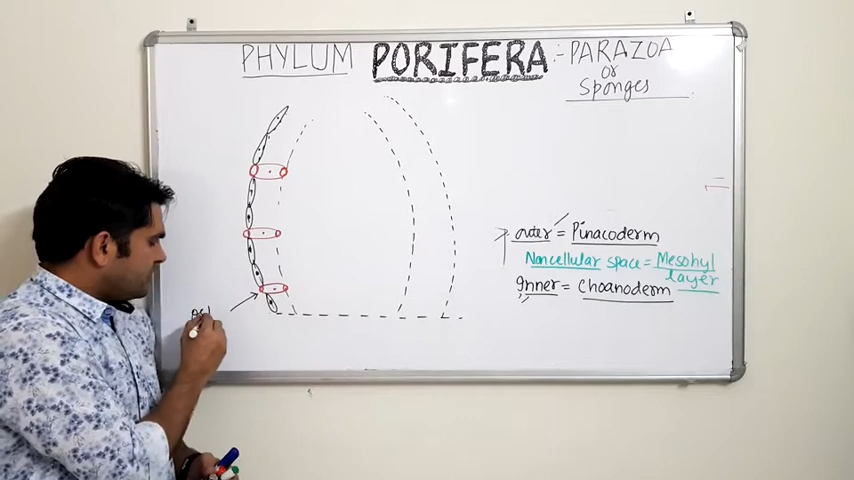 PHYLUM PORIFERA :- PARAZOA
or
Sponges
outer = Pinacoderm
Noncellular space = Mesohyl
layer
Inner = Choanoderm